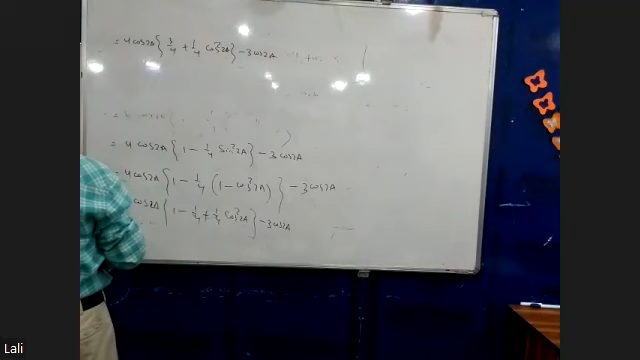 = 4 cos2A { 3/4 + 1/4 cos²2A } - 3 cos2A
= 4 cos2A { 1 - 1/4 sin²2A } - 3 cos2A
= 4 cos2A { 1 - 1/4 ( 1 - cos²2A ) } - 3 cos2A
cos2A { 1 - 1/4 + 1/4 cos²2A } - 3 cos2A
Lali